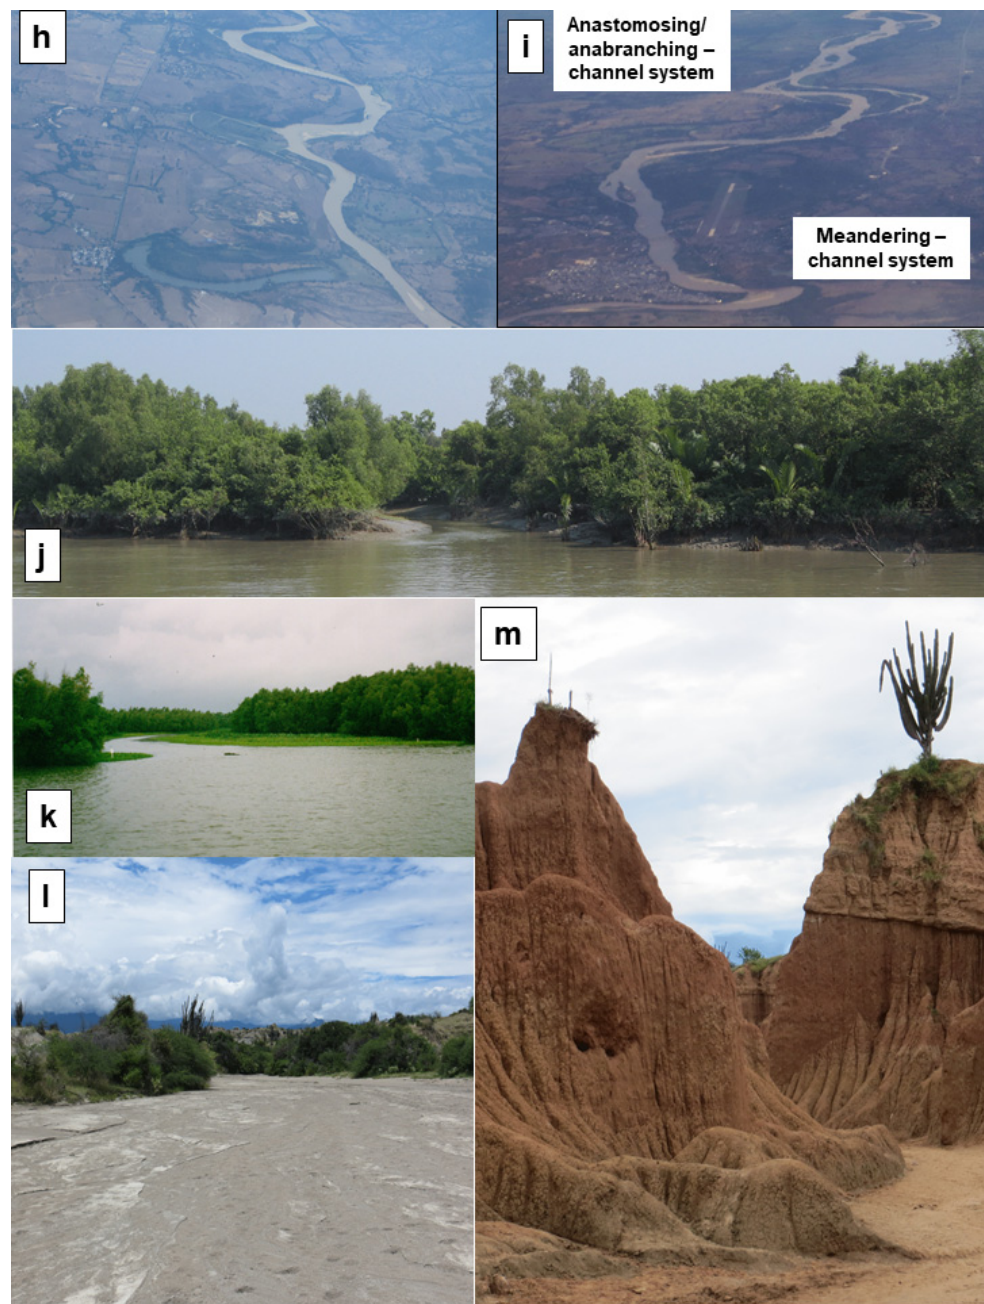 h
i
Anastomosing/
anabranching –
channel system
Meandering –
channel system
j
k
l
m